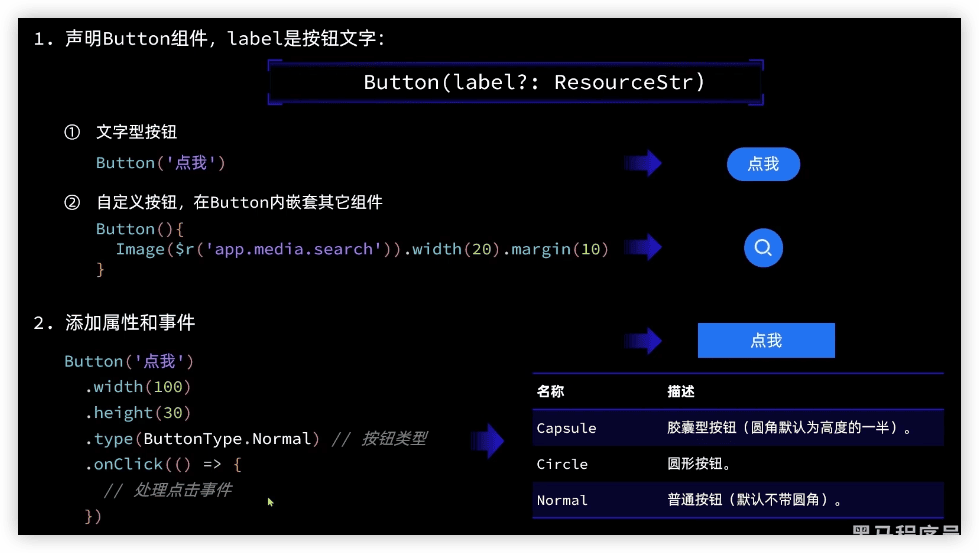 1. 声明Button组件，label是按钮文字：
Button(label?: ResourceStr)
① 文字型按钮
Button('点我')
点我
② 自定义按钮，在Button内嵌套其它组件
Button(){
Image($r('app.media.search')).width(20).margin(10)
}
2. 添加属性和事件
点我
Button('点我')
.width(100)
.height(30)
.type(ButtonType.Normal) // 按钮类型
.onClick(() => {
// 处理点击事件
})
名称 描述
Capsule 胶囊型按钮（圆角默认为高度的一半）。
Circle 圆形按钮。
Normal 普通按钮（默认不带圆角）。
黑马程序员